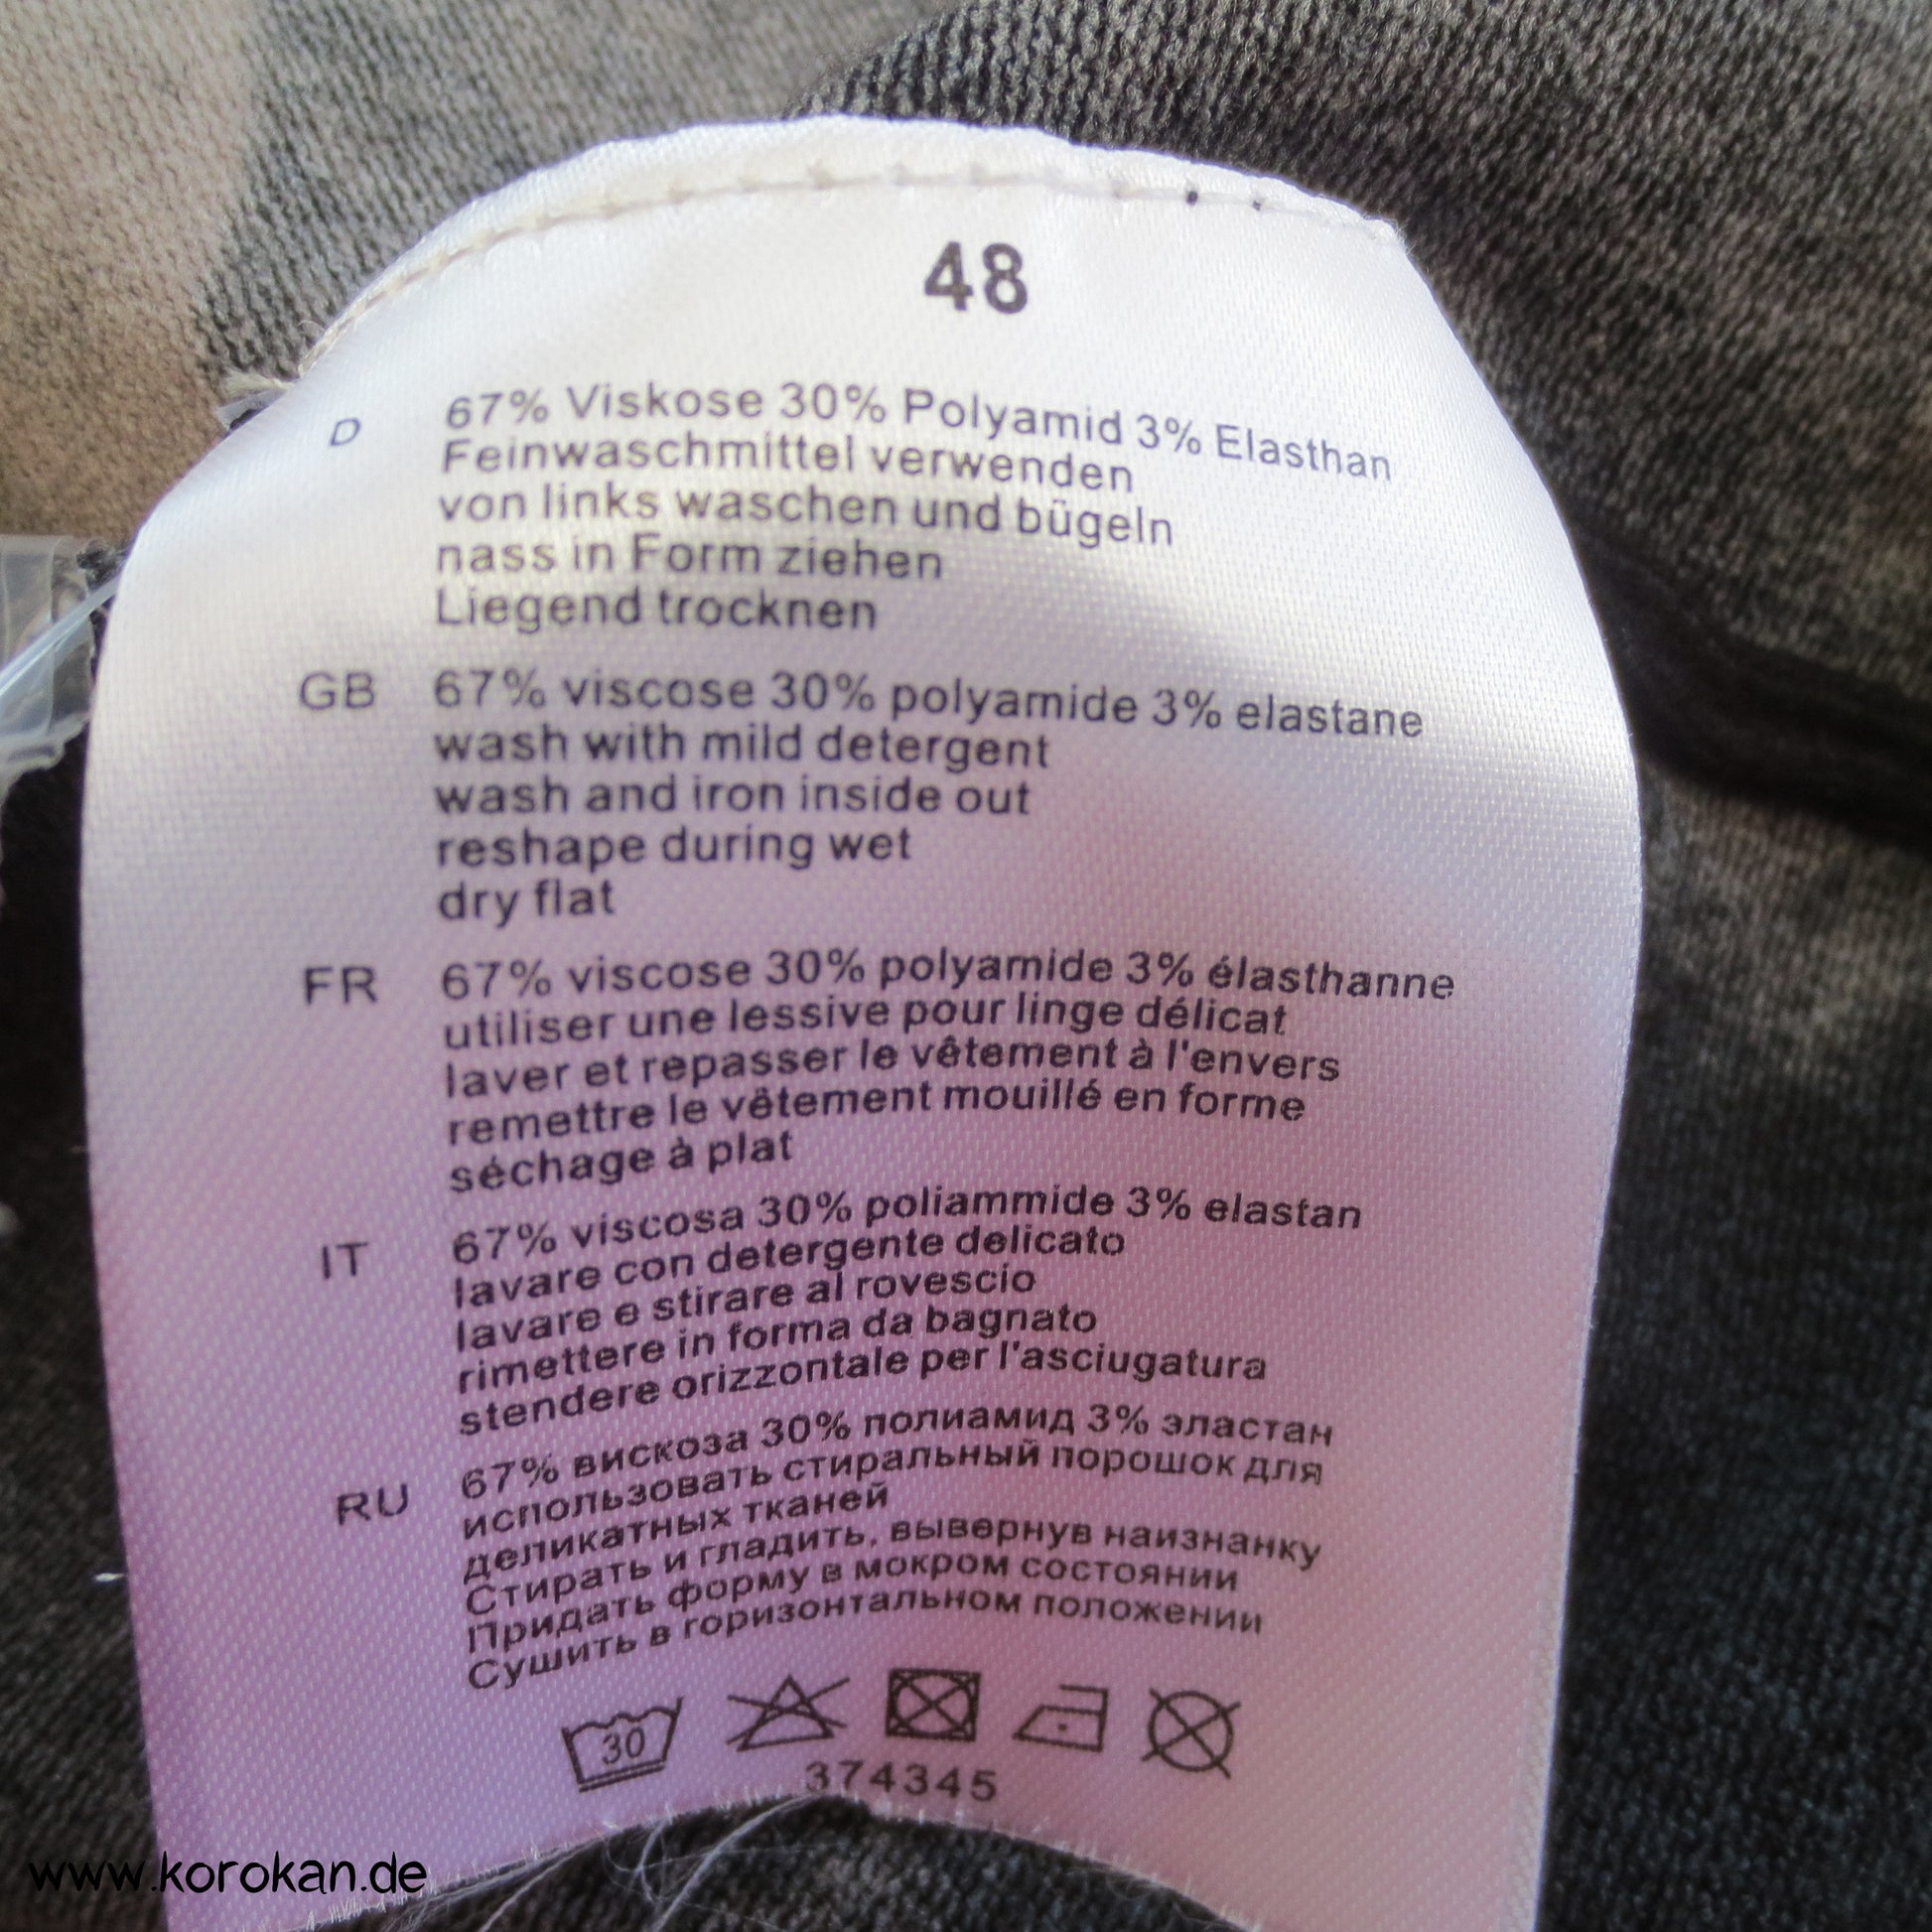 48
D 67% Viskose 30% Polyamid 3% Elasthan
Feinwaschmittel verwenden
von links waschen und bügeln
nass in Form ziehen
Liegend trocknen
GB 67% viscose 30% polyamide 3% elastane
wash with mild detergent
wash and iron inside out
reshape during wet
dry flat
FR 67% viscose 30% polyamide 3% élasthanne
utiliser une lessive pour linge délicat
laver et repasser le vêtement à l'envers
remettre le vêtement mouillé en forme
séchage à plat
IT 67% viscosa 30% poliammide 3% elastan
lavare con detergente delicato
lavare e stirare al rovescio
rimettere in forma da bagnato
stendere orizzontale per l'asciugatura
RU 67% вискоза 30% полиамид 3% эластан
использовать стиральный порошок для
деликатных тканей
Стирать и гладить, вывернув наизнанку
Придать форму в мокром состоянии
Сушить в горизонтальном положении
30
374345
www.korokan.de